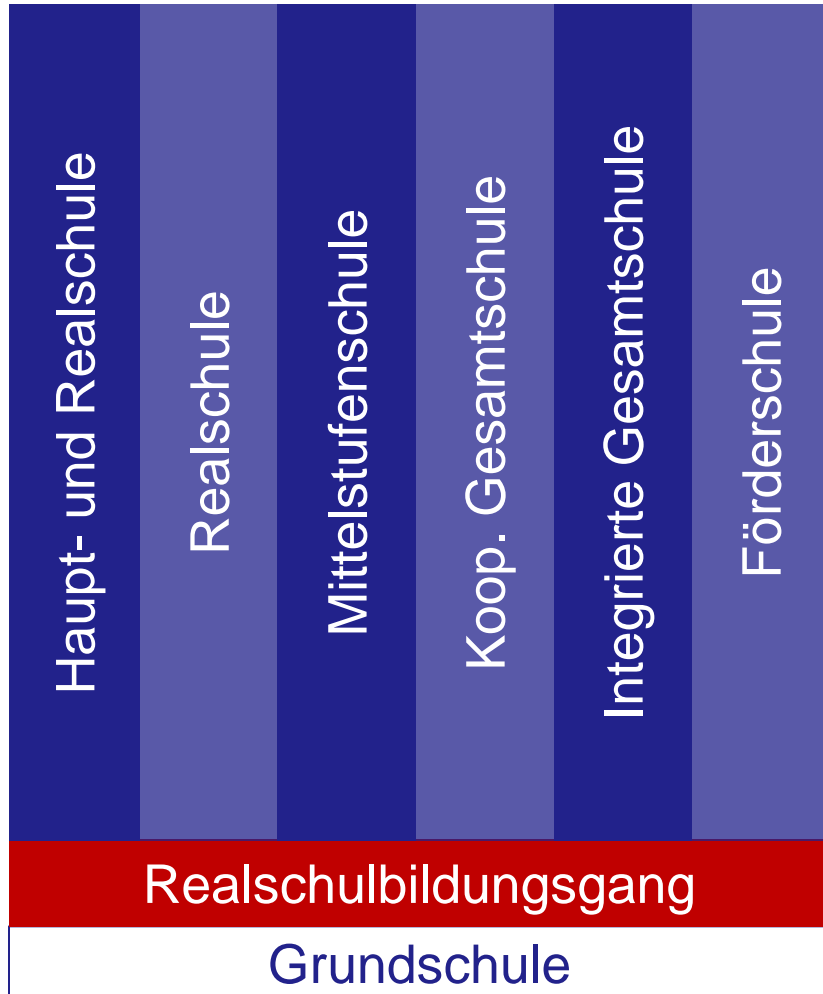 Haupt- und Realschule
Realschule
Mittelstufenschule
Koop. Gesamtschule
Integrierte Gesamtschule
Förderschule
Realschulbildungsgang
Grundschule